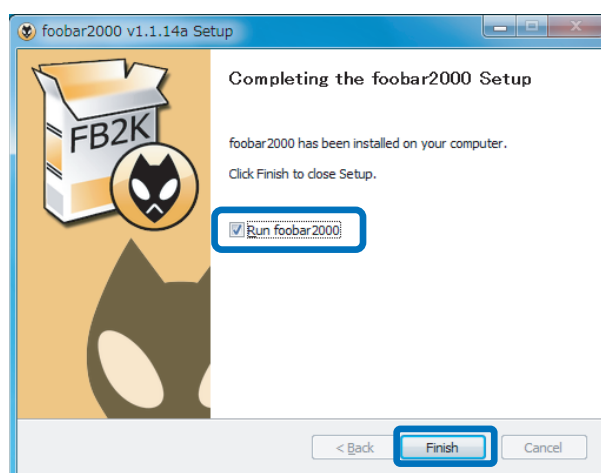 foobar2000 v1.1.14a Setup
Completing the foobar2000 Setup
FB2K
foobar2000 has been installed on your computer.
Click Finish to close Setup.
Run foobar2000
< Back
Finish
Cancel